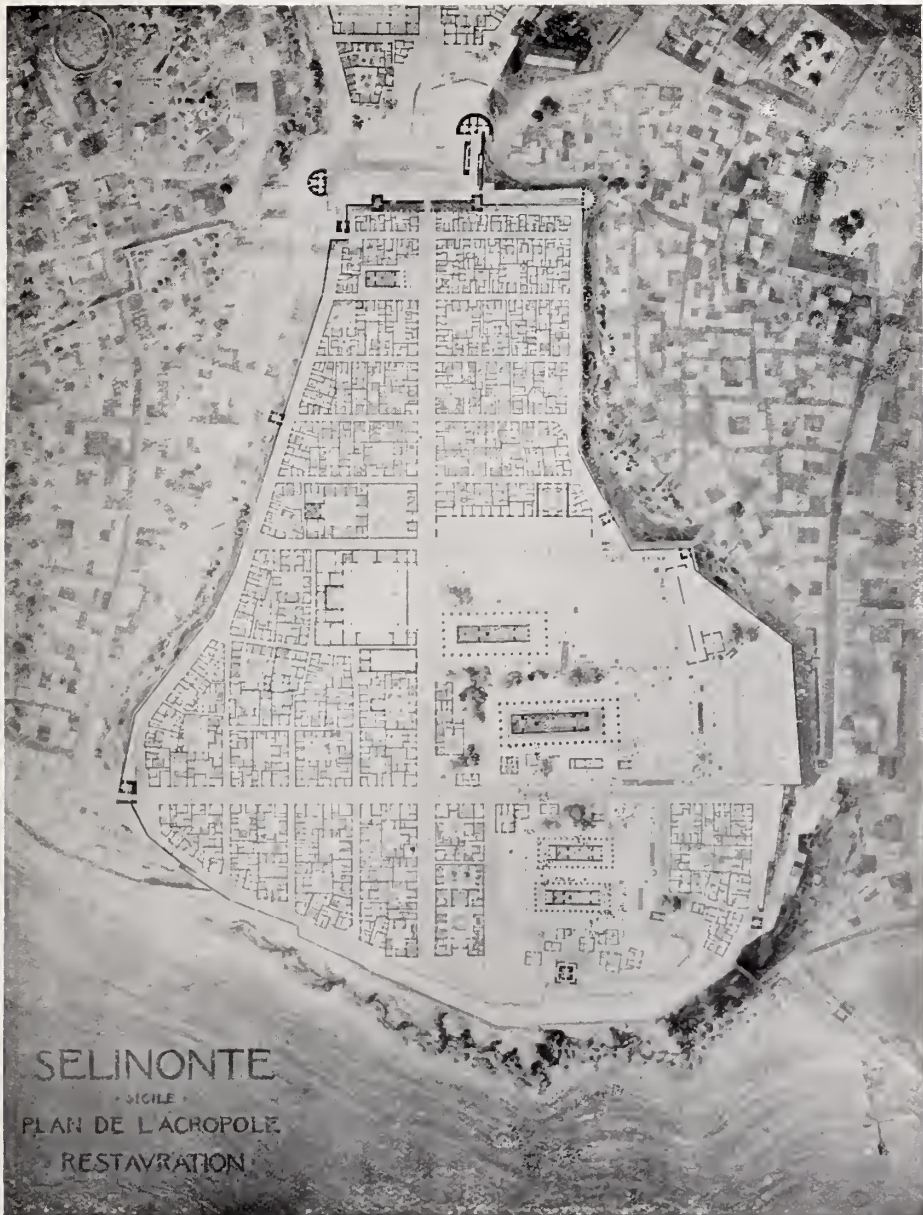 SELINONTE
· SICILE ·
PLAN DE L'ACROPOLE
RESTAVRATION